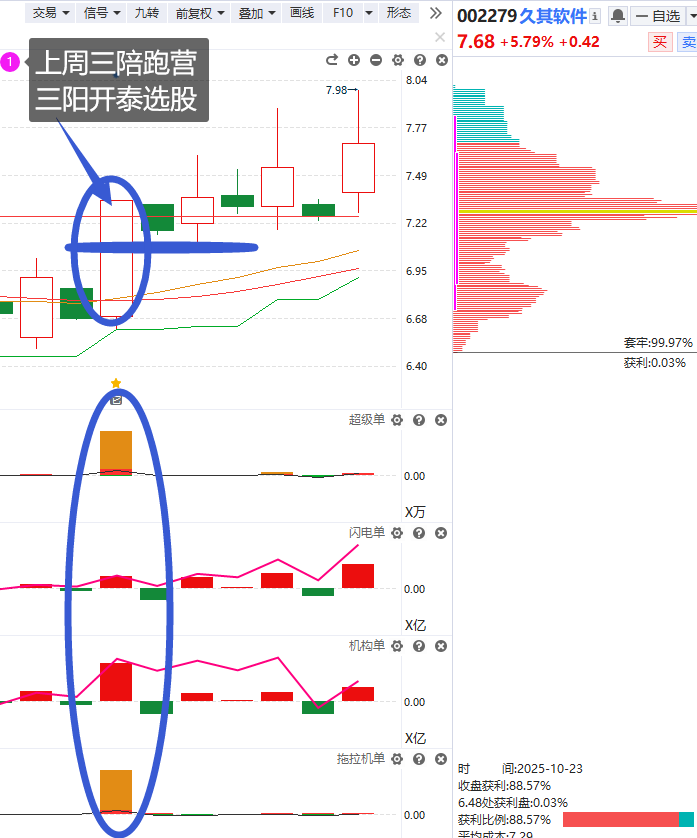 交易 信号 九转 前复权 叠加 画线 F10 形态
002279 久其软件 自选
7.68 +5.79% +0.42 买 卖
1
上周三陪跑营
三阳开泰选股
8.04
7.98
7.77
7.49
7.22
6.95
6.68
6.40
套牢:99.97%
获利:0.03%
超级单
0.00
X万
闪电单
0.00
X亿
机构单
0.00
X亿
拖拉机单
0.00
时 间:2025-10-23
收盘获利:88.57%
6.48处获利盘:0.03%
获利比例:88.57%
平均成本:7.29